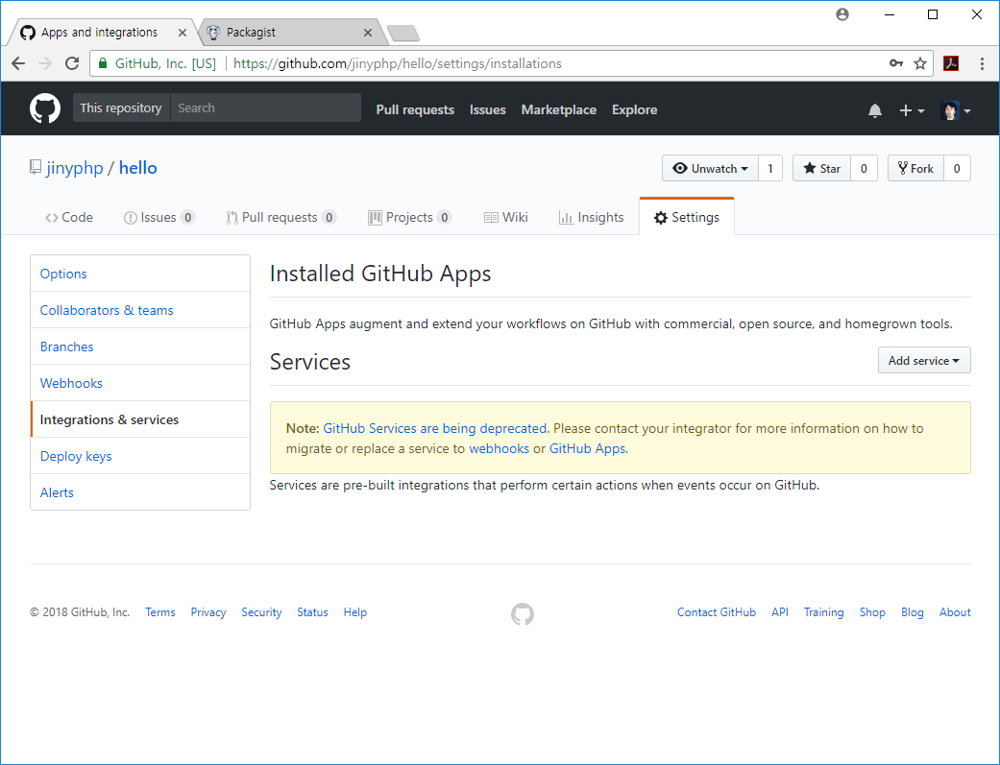 Apps and integrations
Packagist
GitHub, Inc. [US] https://github.com/jinyphp/hello/settings/installations
This repository Search Pull requests Issues Marketplace Explore
jinyphp / hello
Unwatch 1 Star 0 Fork 0
Code Issues 0 Pull requests 0 Projects 0 Wiki Insights Settings
Options
Collaborators & teams
Branches
Webhooks
Integrations & services
Deploy keys
Alerts
Installed GitHub Apps
GitHub Apps augment and extend your workflows on GitHub with commercial, open source, and homegrown tools.
Services
Add service
Note: GitHub Services are being deprecated. Please contact your integrator for more information on how to
migrate or replace a service to webhooks or GitHub Apps.
Services are pre-built integrations that perform certain actions when events occur on GitHub.
© 2018 GitHub, Inc. Terms Privacy Security Status Help
Contact GitHub API Training Shop Blog About